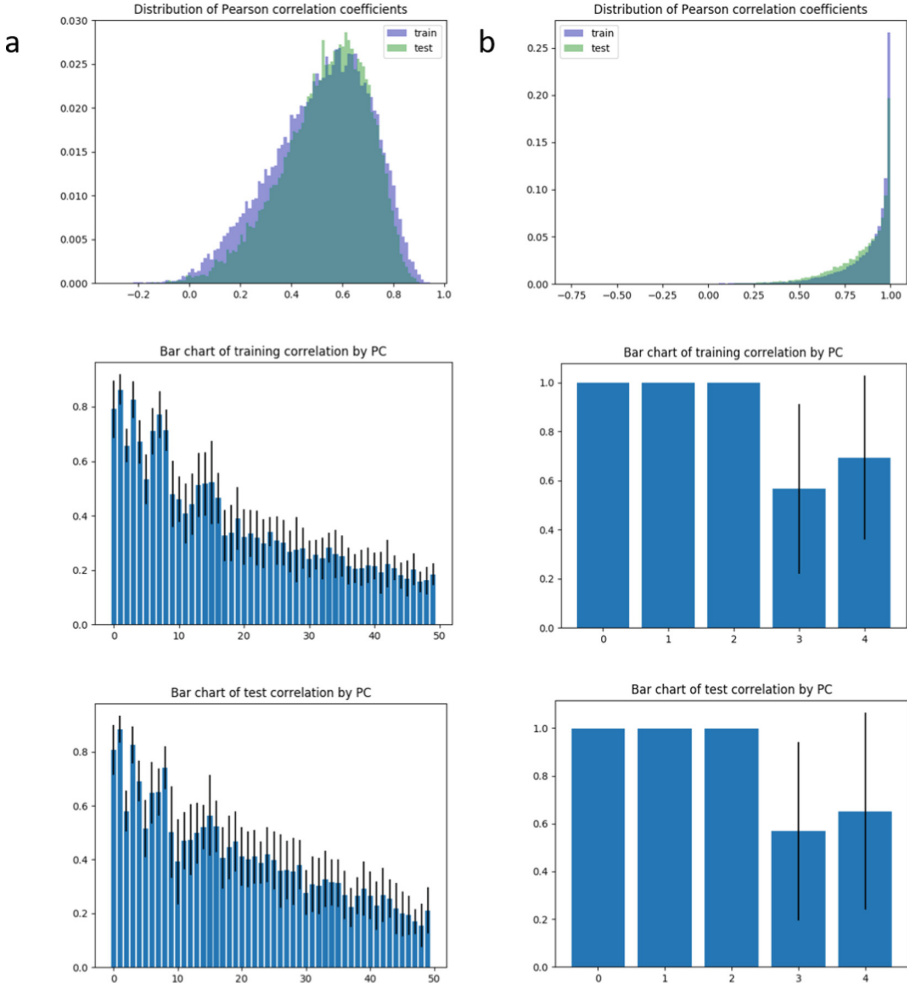 a
Distribution of Pearson correlation coefficients
0.030
0.025
0.020
0.015
0.010
0.005
0.000
−0.2 0.0 0.2 0.4 0.6 0.8 1.0
train
test
b
Distribution of Pearson correlation coefficients
0.25
0.20
0.15
0.10
0.05
0.00
−0.75 −0.50 −0.25 0.00 0.25 0.50 0.75 1.00
train
test
Bar chart of training correlation by PC
0.8
0.6
0.4
0.2
0.0
0 10 20 30 40 50
Bar chart of training correlation by PC
1.0
0.8
0.6
0.4
0.2
0.0
0 1 2 3 4
Bar chart of test correlation by PC
0.8
0.6
0.4
0.2
0.0
0 10 20 30 40 50
Bar chart of test correlation by PC
1.0
0.8
0.6
0.4
0.2
0.0
0 1 2 3 4